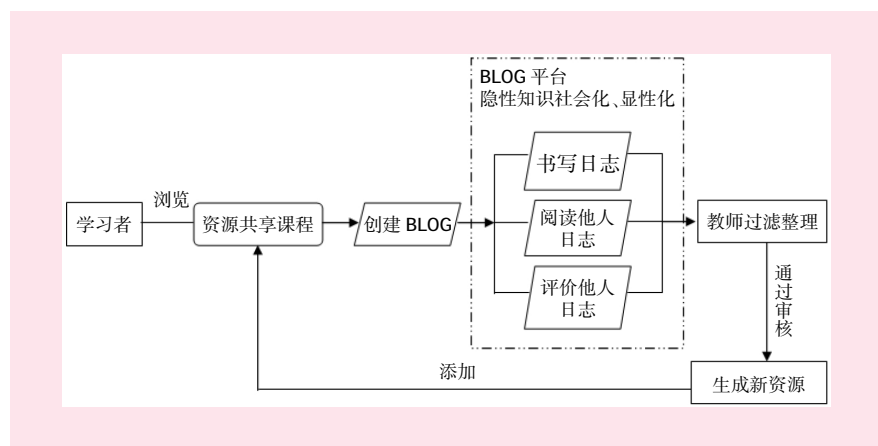 BLOG 平台
隐性知识社会化、显性化
书写日志
浏览
学习者
资源共享课程
创建 BLOG
阅读他人
日志
教师过滤整理
评价他人
日志
通过审核
添加
生成新资源